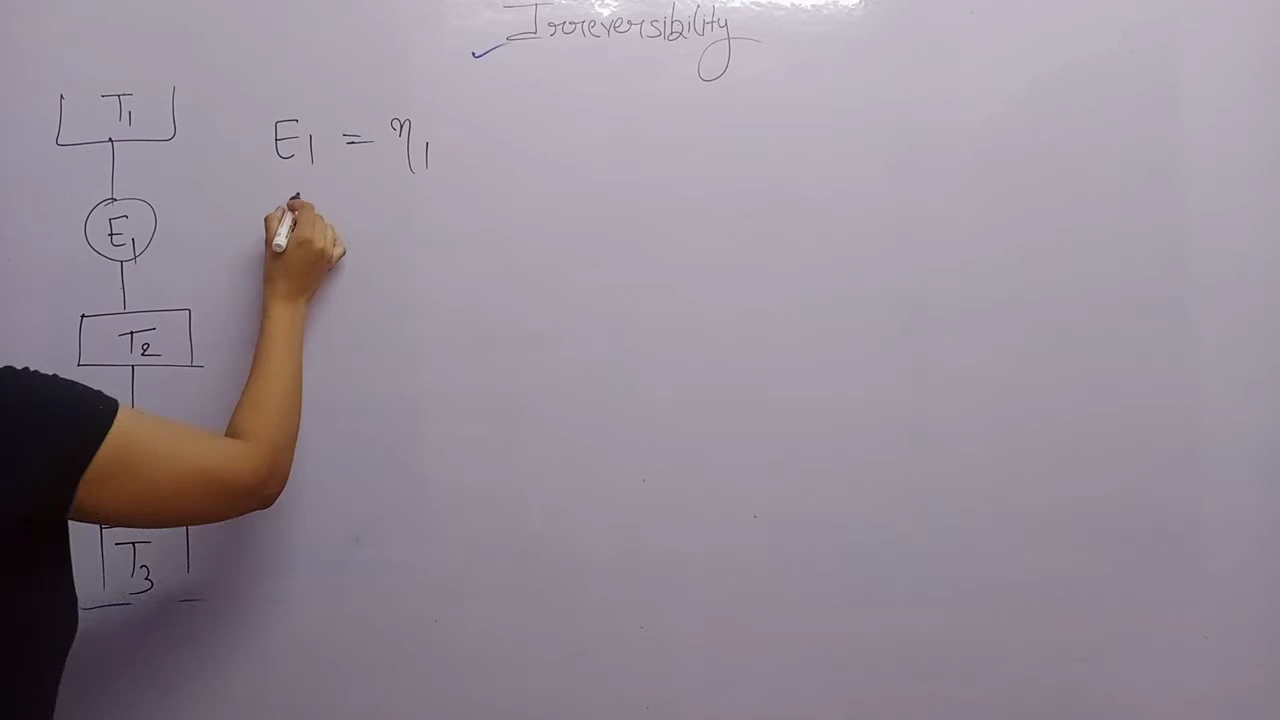 Irreversibility
T1
E1 = η1
E1
T2
T3